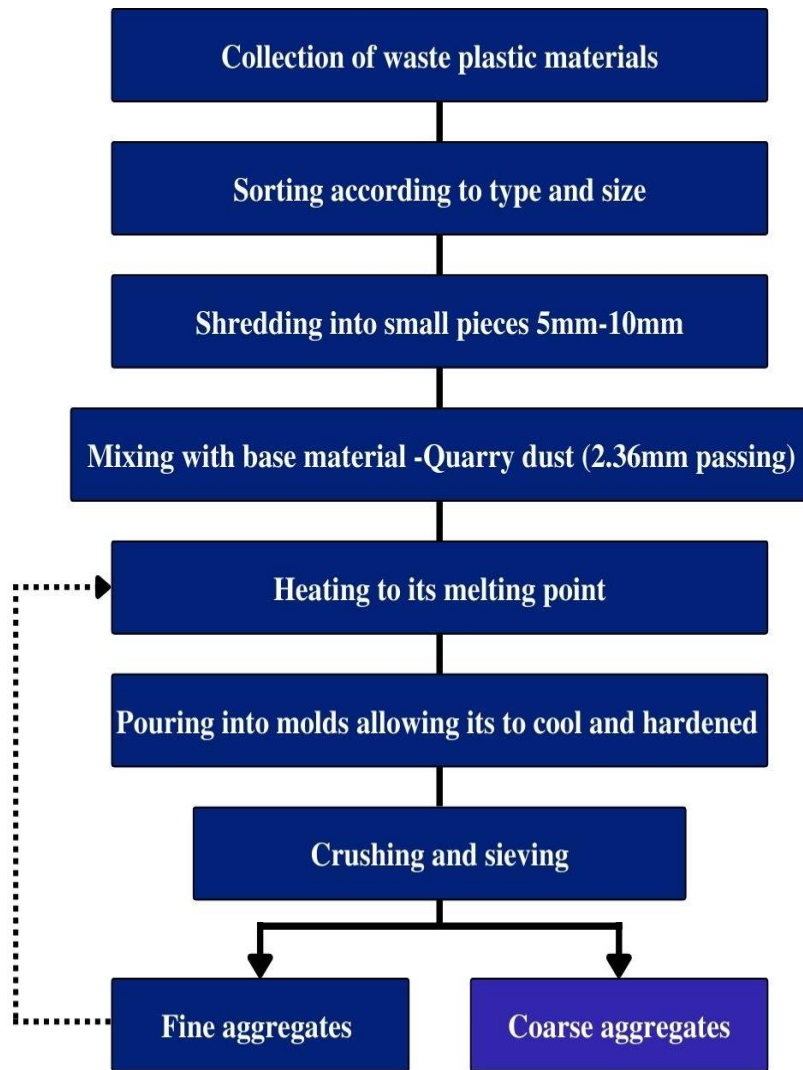 Collection of waste plastic materials
Sorting according to type and size
Shredding into small pieces 5mm-10mm
Mixing with base material -Quarry dust (2.36mm passing)
Heating to its melting point
Pouring into molds allowing its to cool and hardened
Crushing and sieving
Fine aggregates
Coarse aggregates